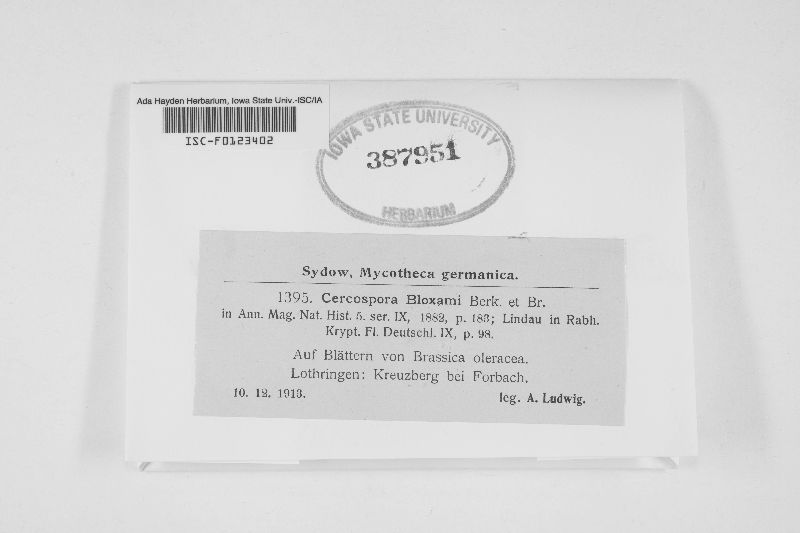 Ada Hayden Herbarium, Iowa State Univ.-ISC/IA
ISC-F0123402
IOWA STATE UNIVERSITY
387951
HERBARIUM
Sydow, Mycotheca germanica.
1395. Cercospora Bloxami Berk. et Br.
in Ann. Mag. Nat. Hist. 5. ser. IX, 1882, p. 183; Lindau in Rabh.
Krypt. Fl. Deutschl. IX, p. 98.
Auf Blättern von Brassica oleracea.
Lothringen: Kreuzberg bei Forbach.
10. 12. 1913.
leg. A. Ludwig.